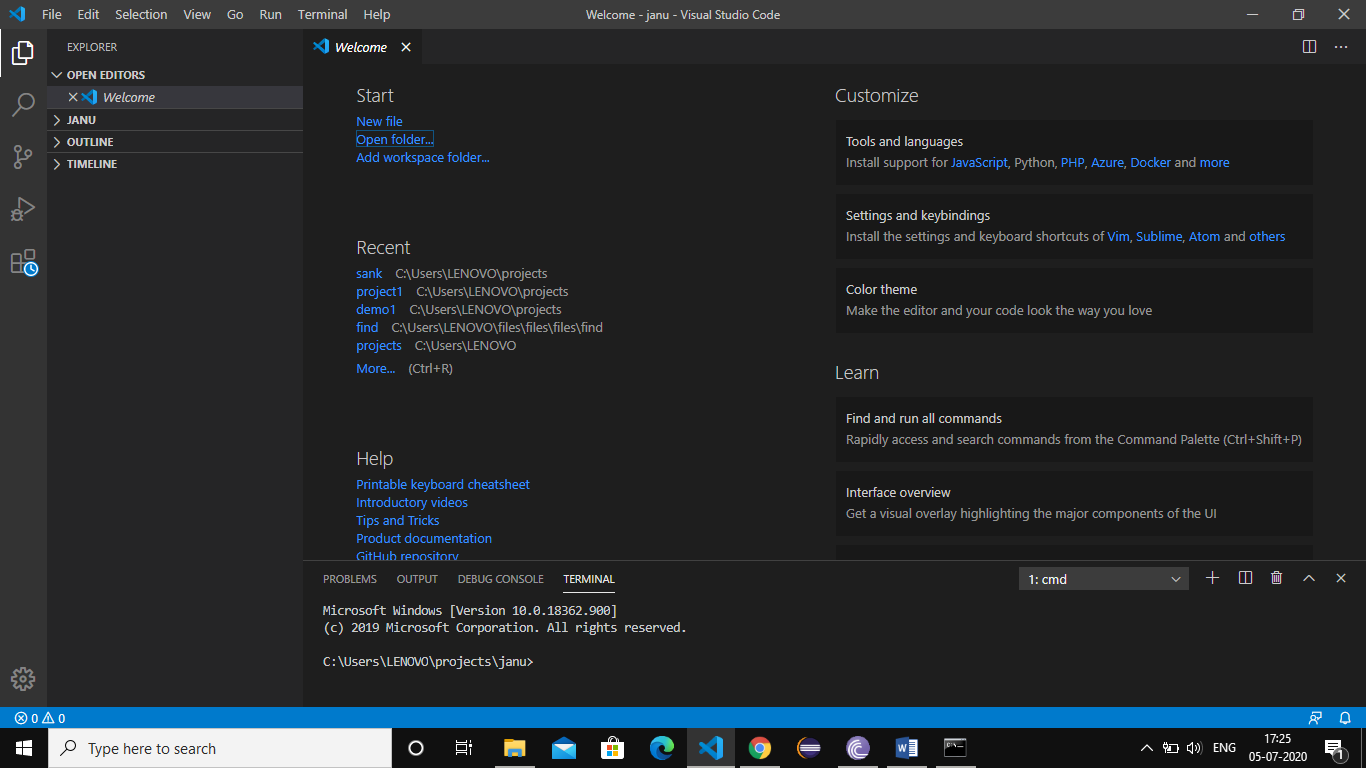 File Edit Selection View Go Run Terminal Help Welcome - janu - Visual Studio Code
EXPLORER
OPEN EDITORS
Welcome
JANU
OUTLINE
TIMELINE
Welcome
Start
New file
Open folder...
Add workspace folder...
Recent
sank C:\Users\LENOVO\projects
project1 C:\Users\LENOVO\projects
demo1 C:\Users\LENOVO\projects
find C:\Users\LENOVO\files\files\files\find
projects C:\Users\LENOVO
More... (Ctrl+R)
Help
Printable keyboard cheatsheet
Introductory videos
Tips and Tricks
Product documentation
GitHub repository
Customize
Tools and languages
Install support for JavaScript, Python, PHP, Azure, Docker and more
Settings and keybindings
Install the settings and keyboard shortcuts of Vim, Sublime, Atom and others
Color theme
Make the editor and your code look the way you love
Learn
Find and run all commands
Rapidly access and search commands from the Command Palette (Ctrl+Shift+P)
Interface overview
Get a visual overlay highlighting the major components of the UI
PROBLEMS OUTPUT DEBUG CONSOLE TERMINAL 1: cmd
Microsoft Windows [Version 10.0.18362.900]
(c) 2019 Microsoft Corporation. All rights reserved.
C:\Users\LENOVO\projects\janu>
0 0
Type here to search
ENG
17:25
05-07-2020
1